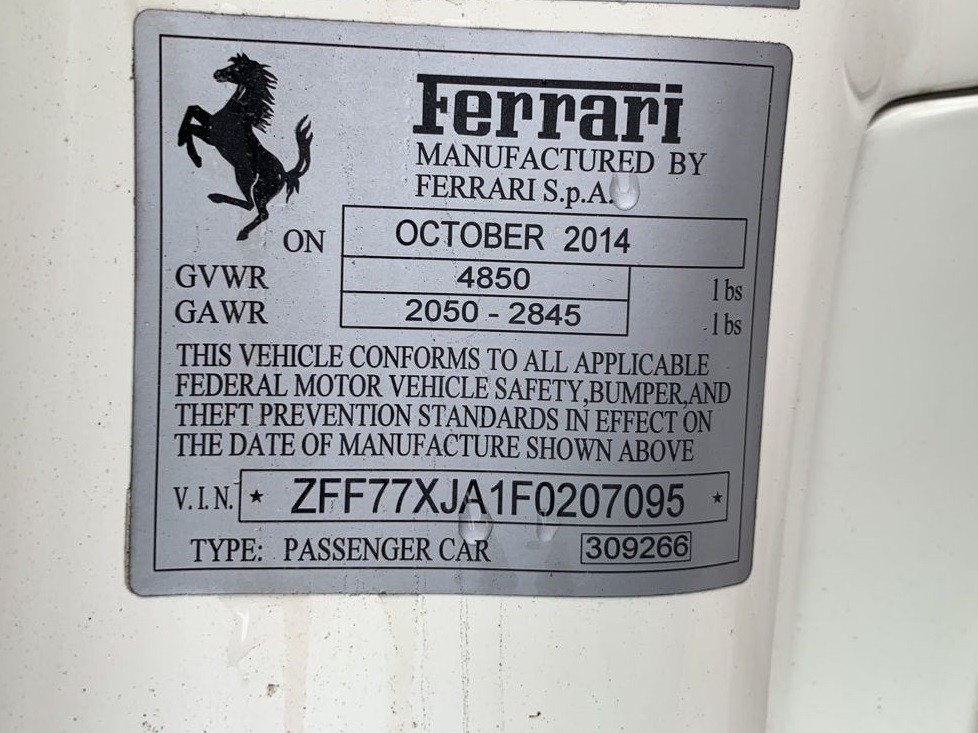 Ferrari
MANUFACTURED BY
FERRARI S.p.A.
ON OCTOBER 2014
GVWR 4850 lbs
GAWR 2050 - 2845 lbs
THIS VEHICLE CONFORMS TO ALL APPLICABLE
FEDERAL MOTOR VEHICLE SAFETY,BUMPER,AND
THEFT PREVENTION STANDARDS IN EFFECT ON
THE DATE OF MANUFACTURE SHOWN ABOVE
V.I.N. * ZFF77XJA1F0207095 *
TYPE: PASSENGER CAR 309266